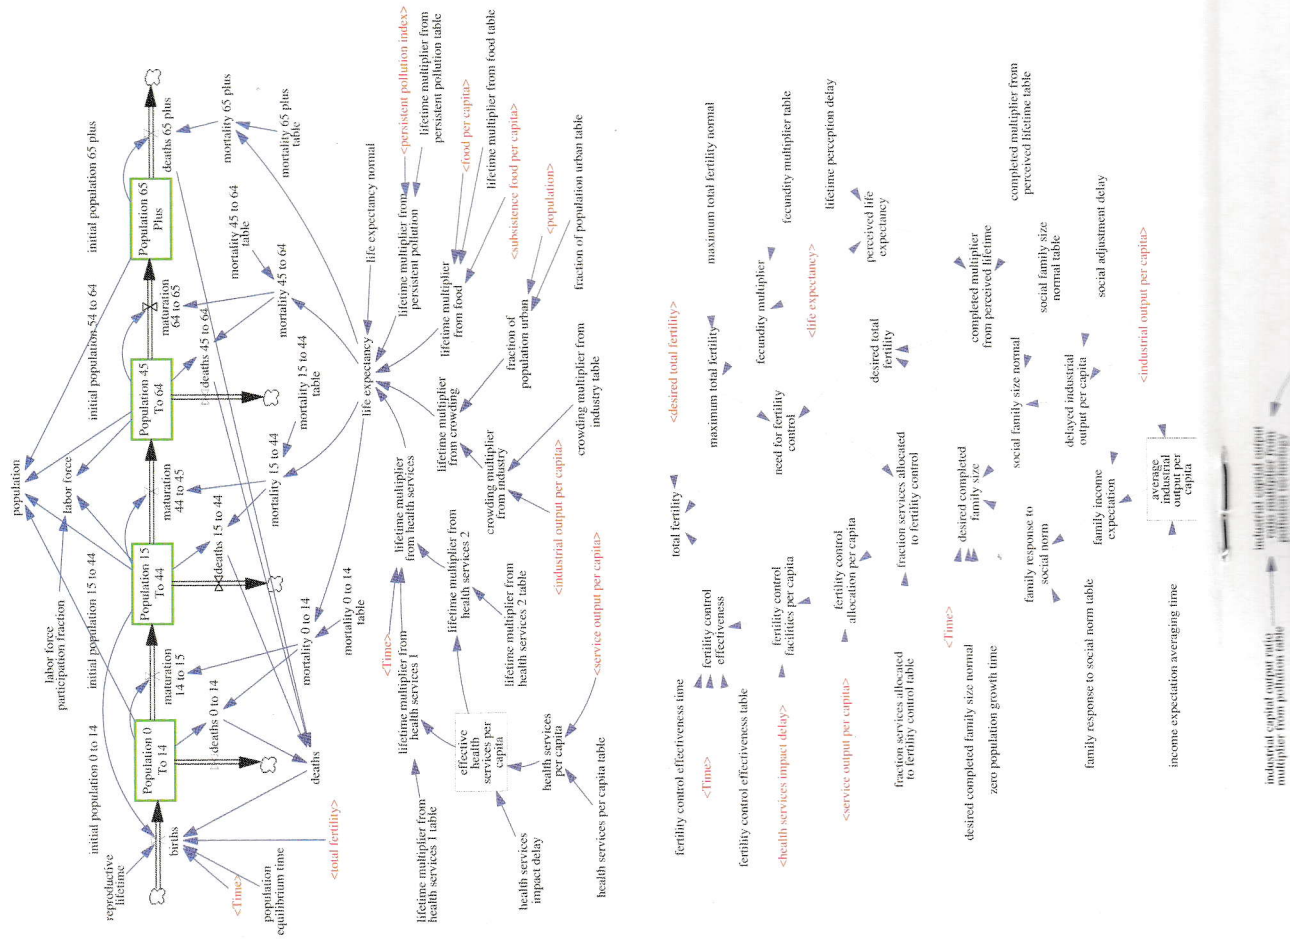 population
labor force
participation fraction
labor force
initial population 0 to 14
initial population 15 to 44
initial population 54 to 64
initial population 65 plus
reproductive
lifetime
Population 0
To 14
Population 15
To 44
Population 45
To 64
Population 65
Plus
births
maturation
14 to 15
maturation
44 to 45
maturation
64 to 65
deaths 65 plus
deaths 0 to 14
deaths 15 to 44
deaths 45 to 64
mortality 65 plus
<Time>
population
equilibrium time
mortality 45 to 64
table
mortality 65 plus
table
deaths
mortality 0 to 14
mortality 15 to 44
mortality 45 to 64
<total fertility>
mortality 0 to 14
table
mortality 15 to 44
table
life expectancy
life expectancy normal
<Time>
lifetime multiplier from
health services 1 table
lifetime multiplier from
health services 1
lifetime multiplier
from health services
lifetime multiplier from
persistent pollution
<persistent pollution index>
lifetime multiplier from
persistent pollution table
lifetime multiplier from
health services 2
lifetime multiplier
from crowding
lifetime multiplier
from food
<food per capita>
effective
health
services per
capita
lifetime multiplier from
health services 2 table
crowding multiplier
from industry
fraction of
population urban
<subsistence food per capita>
lifetime multiplier from food table
health services
impact delay
health services
per capita
<industrial output per capita>
<population>
health services per capita table
<service output per capita>
crowding multiplier from
industry table
fraction of population urban table
total fertility
<desired total fertility>
fertility control effectiveness time
<Time>
fertility control
effectiveness
maximum total fertility
maximum total fertility normal
fertility control effectiveness table
need for fertility
control
fecundity multiplier
fecundity multiplier table
<health services impact delay>
fertility control
facilities per capita
<life expectancy>
<service output per capita>
fertility control
allocation per capita
lifetime perception delay
desired total
fertility
perceived life
expectancy
fraction services allocated
to fertility control table
fraction services allocated
to fertility control
<Time>
desired completed family size normal
desired completed
family size
completed multiplier
from perceived lifetime
completed multiplier from
perceived lifetime table
zero population growth time
social family size normal
social family size
normal table
family response to
social norm
family response to social norm table
delayed industrial
output per capita
social adjustment delay
family income
expectation
<industrial output per capita>
income expectation averaging time
average
industrial
output per
capita
industrial capital output ratio
multiplier from pollution table
industrial capital output
ratio multiplier from
pollution technology